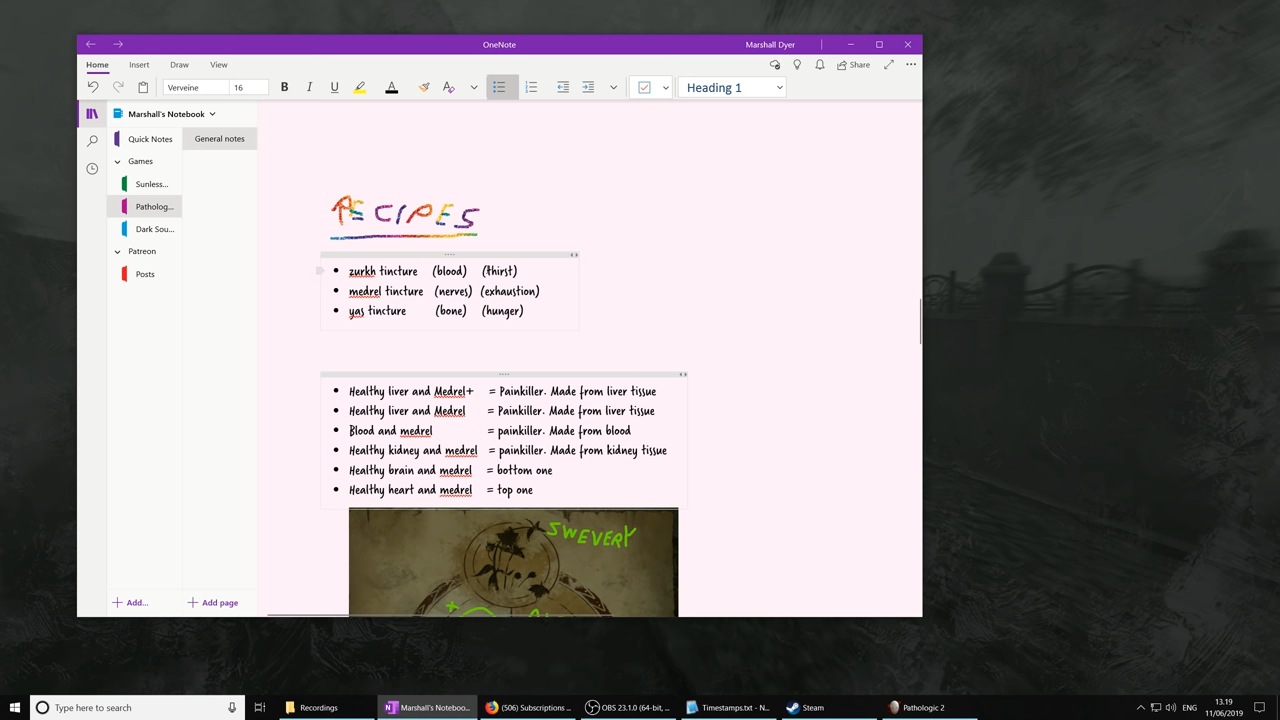 OneNote
Marshall Dyer
Home Insert Draw View
Share
Verveine 16 B I U A Heading 1
Marshall's Notebook
Quick Notes
General notes
Games
Sunless...
Patholog...
Dark Sou...
Patreon
Posts
RECIPES
• zurkh tincture (blood) (thirst)
• medrel tincture (nerves) (exhaustion)
• yas tincture (bone) (hunger)
• Healthy liver and Medrel+ = Painkiller. Made from liver tissue
• Healthy liver and Medrel = Painkiller. Made from liver tissue
• Blood and medrel = painkiller. Made from blood
• Healthy kidney and medrel = painkiller. Made from kidney tissue
• Healthy brain and medrel = bottom one
• Healthy heart and medrel = top one
SWEVERY
+ Add...
+ Add page
Type here to search
Recordings
Marshall's Notebo...
(506) Subscriptions ...
OBS 23.1.0 (64-bit, ...
Timestamps.txt - N...
Steam
Pathologic 2
ENG
13.19
11/06/2019